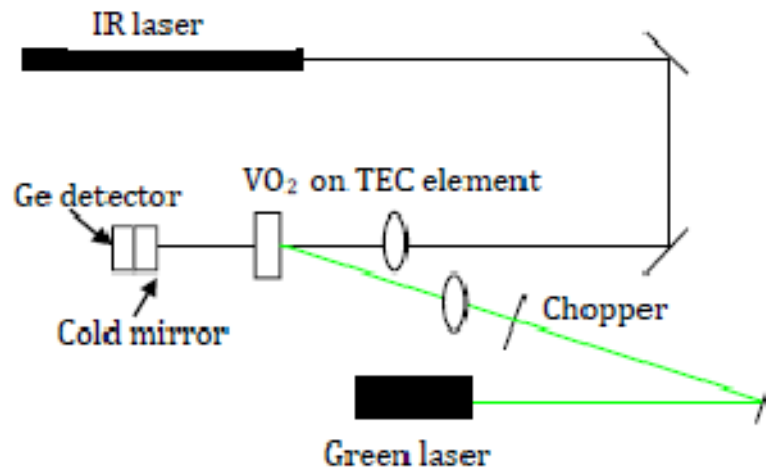 IR laser
VO₂ on TEC element
Ge detector
Cold mirror
Chopper
Green laser